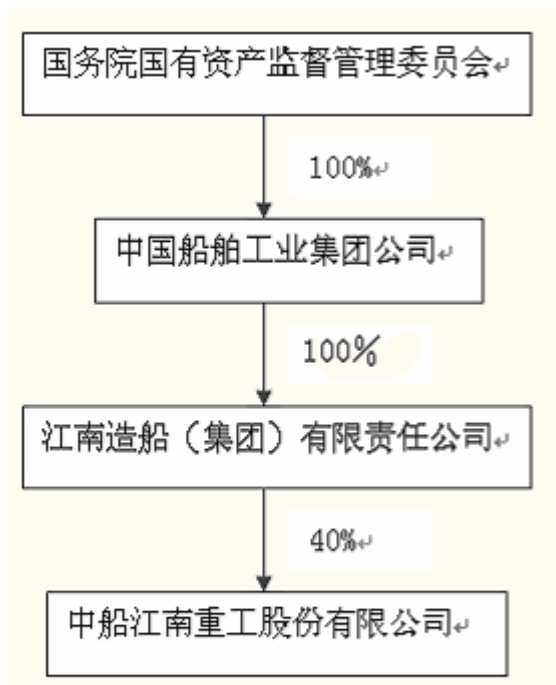 国务院国有资产监督管理委员会
100%
中国船舶工业集团公司
100%
江南造船（集团）有限责任公司
40%
中船江南重工股份有限公司